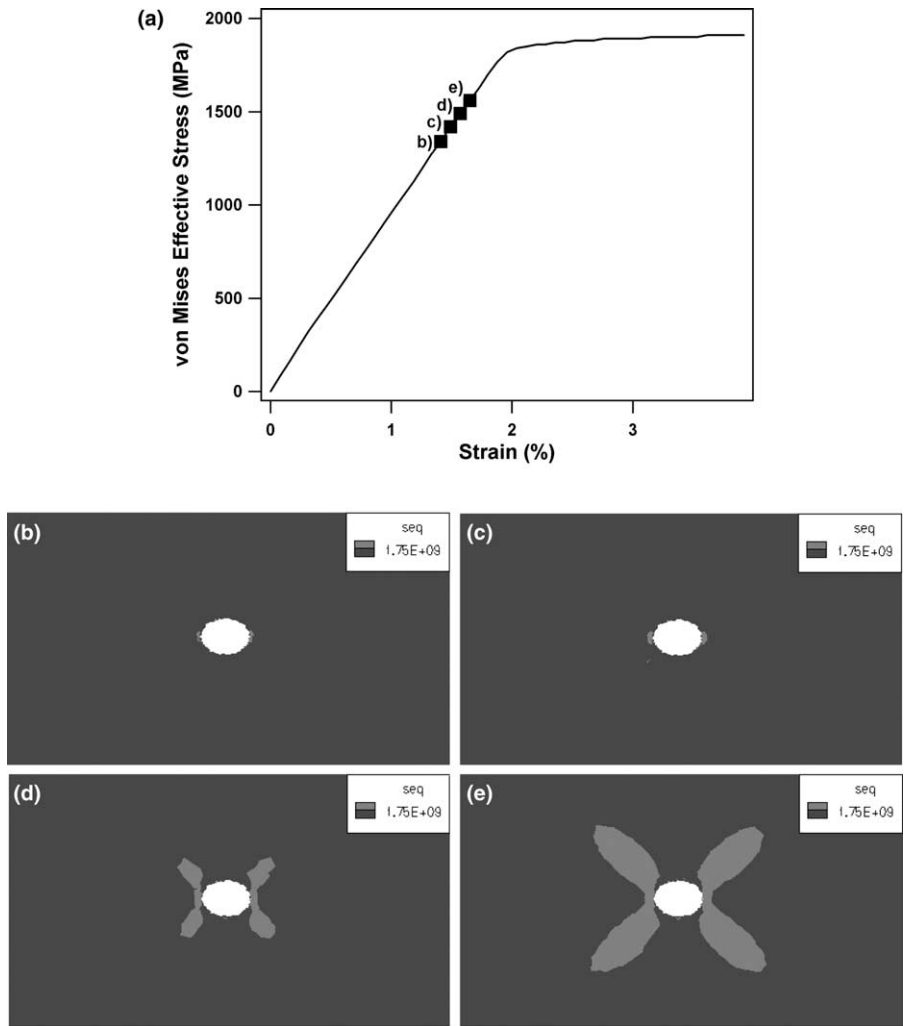 (a)
von Mises Effective Stress (MPa)
2000
1500
1000
500
0
e)
d)
c)
b)
0 1 2 3
Strain (%)
(b)
seq
1.75E+09
(c)
seq
1.75E+09
(d)
seq
1.75E+09
(e)
seq
1.75E+09